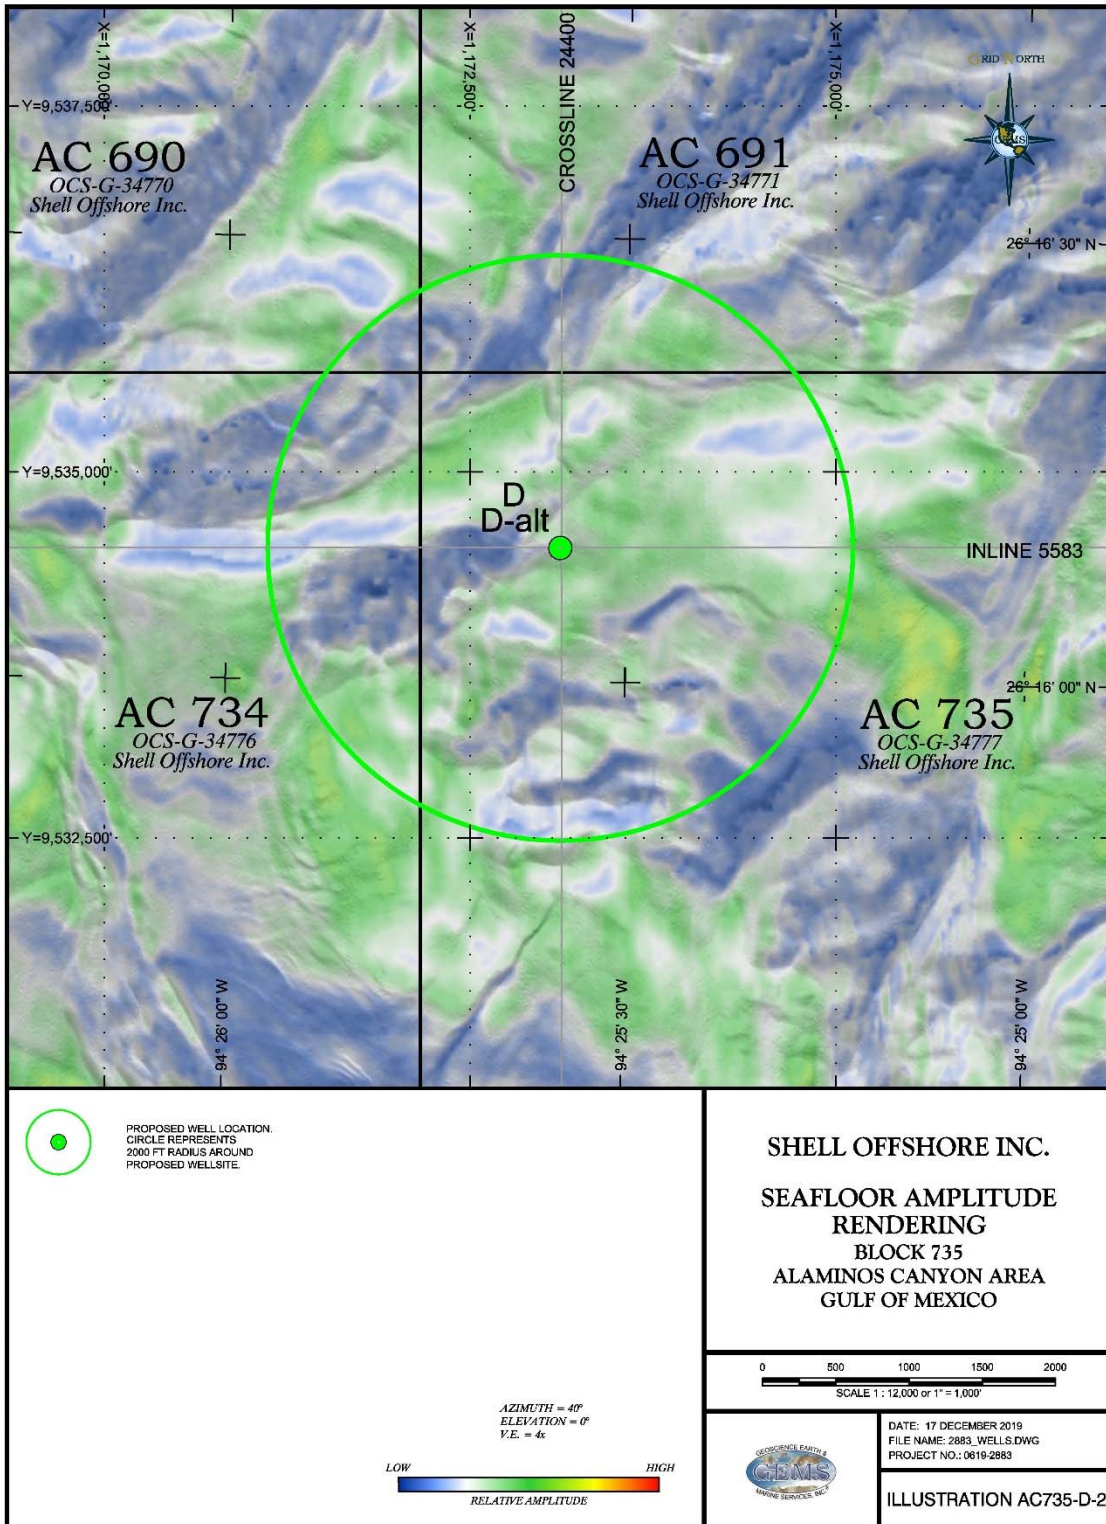 X=1,170,000'
X=1,172,500'
CROSSLINE 24400
X=1,175,000'
GRID NORTH
GEMS
Y=9,537,500'
AC 690
OCS-G-34770
Shell Offshore Inc.
AC 691
OCS-G-34771
Shell Offshore Inc.
26° 16' 30" N
Y=9,535,000'
D
D-alt
INLINE 5583
26° 16' 00" N
AC 734
OCS-G-34776
Shell Offshore Inc.
AC 735
OCS-G-34777
Shell Offshore Inc.
Y=9,532,500'
94° 26' 00" W
94° 25' 30" W
94° 25' 00" W
PROPOSED WELL LOCATION.
CIRCLE REPRESENTS
2000 FT RADIUS AROUND
PROPOSED WELLSITE.
AZIMUTH = 40°
ELEVATION = 0°
V.E. = 4x
LOW HIGH
RELATIVE AMPLITUDE
SHELL OFFSHORE INC.
SEAFLOOR AMPLITUDE
RENDERING
BLOCK 735
ALAMINOS CANYON AREA
GULF OF MEXICO
0 500 1000 1500 2000
SCALE 1 : 12,000 or 1" = 1,000'
GEOSCIENCE EARTH &
GEMS
MARINE SERVICES, INC.
DATE: 17 DECEMBER 2019
FILE NAME: 2883_WELLS.DWG
PROJECT NO.: 0619-2883
ILLUSTRATION AC735-D-2